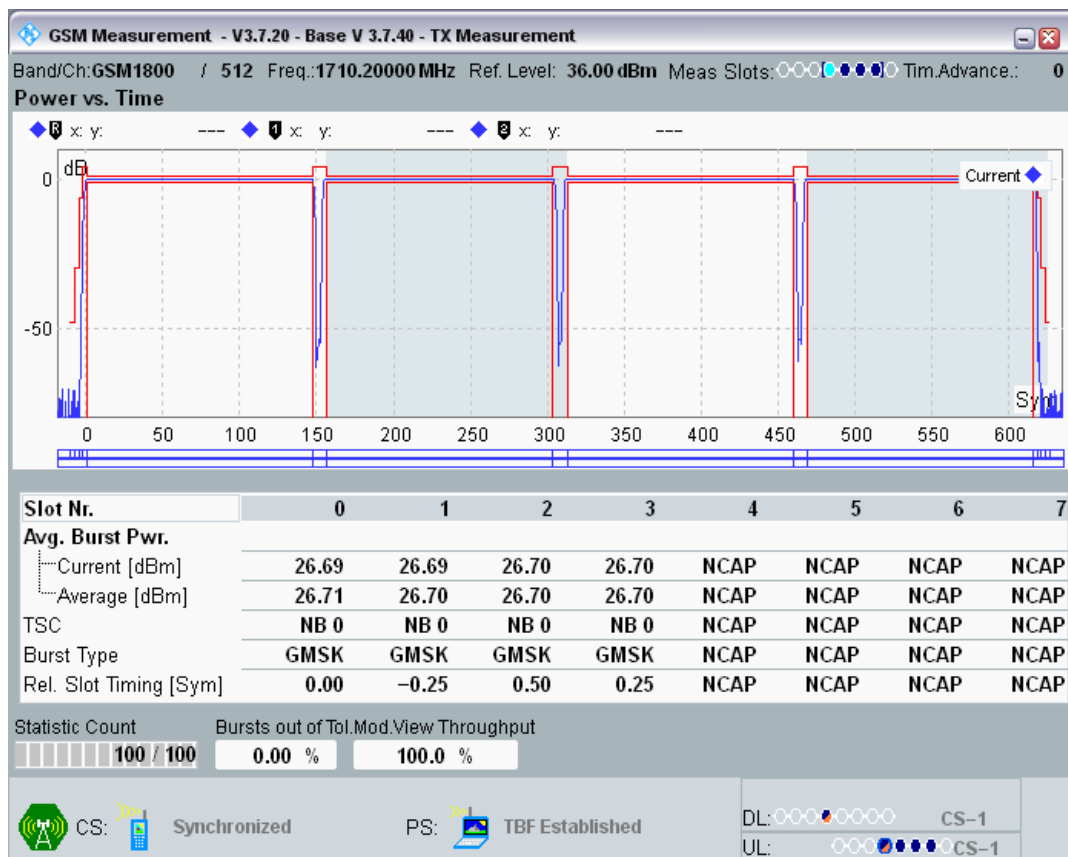 GSM Measurement - V3.7.20 - Base V 3.7.40 - TX Measurement
Band/Ch:GSM1800 / 512 Freq.:1710.20000 MHz Ref. Level: 36.00 dBm Meas Slots: Tim.Advance.: 0
Power vs. Time
R x: y: --- 1 x: y: --- 2 x: y: ---
dB
Current
0
-50
0 50 100 150 200 250 300 350 400 450 500 550 600
Slot Nr. 0 1 2 3 4 5 6 7
Avg. Burst Pwr.
Current [dBm] 26.69 26.69 26.70 26.70 NCAP NCAP NCAP NCAP
Average [dBm] 26.71 26.70 26.70 26.70 NCAP NCAP NCAP NCAP
TSC NB 0 NB 0 NB 0 NB 0 NCAP NCAP NCAP NCAP
Burst Type GMSK GMSK GMSK GMSK NCAP NCAP NCAP NCAP
Rel. Slot Timing [Sym] 0.00 −0.25 0.50 0.25 NCAP NCAP NCAP NCAP
Statistic Count Bursts out of Tol.Mod.View Throughput
100 / 100 0.00 % 100.0 %
CS: Synchronized PS: TBF Established
DL: CS−1
UL: CS−1